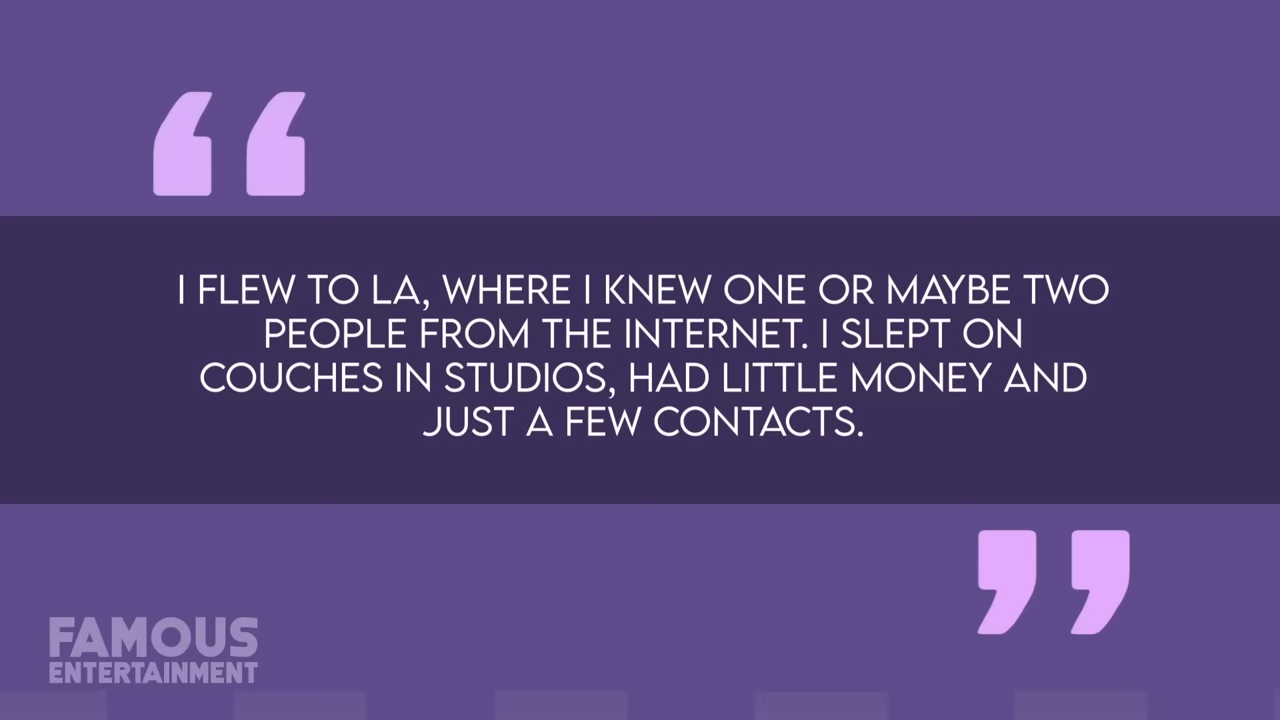 “
I FLEW TO LA, WHERE I KNEW ONE OR MAYBE TWO
PEOPLE FROM THE INTERNET. I SLEPT ON
COUCHES IN STUDIOS, HAD LITTLE MONEY AND
JUST A FEW CONTACTS.
”
FAMOUS
ENTERTAINMENT